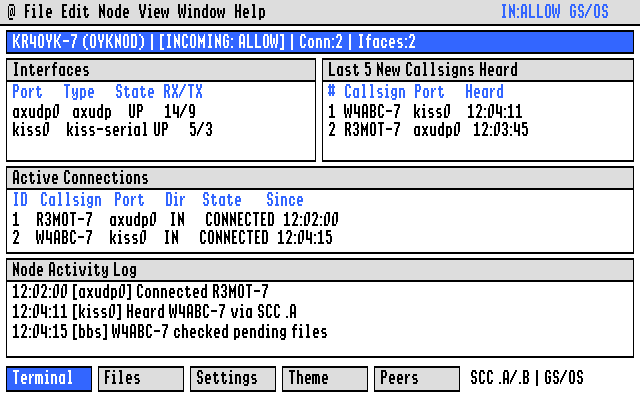 @ File Edit Node View Window Help IN:ALLOW GS/OS
KR4OYK-7 (OYKNOD) | [INCOMING: ALLOW] | Conn:2 | Ifaces:2
Interfaces
Port Type State RX/TX
axudp0 axudp UP 14/9
kiss0 kiss-serial UP 5/3
Last 5 New Callsigns Heard
# Callsign Port Heard
1 W4ABC-7 kiss0 12:04:11
2 R3MOT-7 axudp0 12:03:45
Active Connections
ID Callsign Port Dir State Since
1 R3MOT-7 axudp0 IN CONNECTED 12:02:00
2 W4ABC-7 kiss0 IN CONNECTED 12:04:15
Node Activity Log
12:02:00 [axudp0] Connected R3MOT-7
12:04:11 [kiss0] Heard W4ABC-7 via SCC .A
12:04:15 [bbs] W4ABC-7 checked pending files
Terminal Files Settings Theme Peers SCC .A/.B | GS/OS